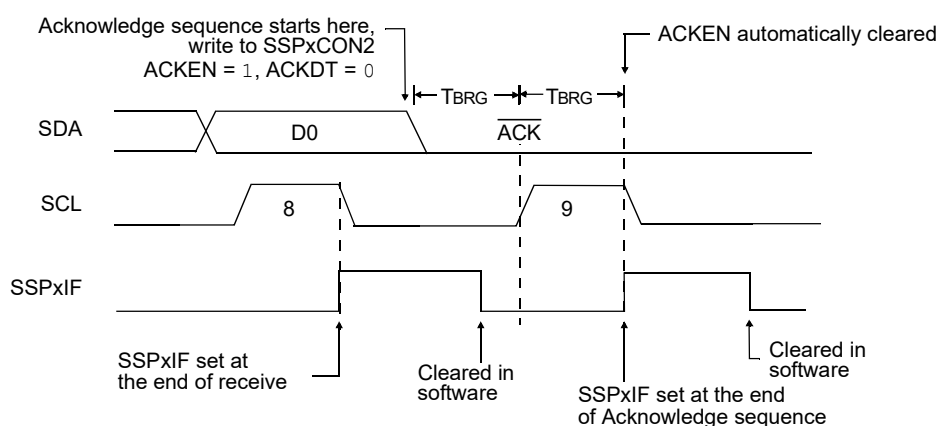 Acknowledge sequence starts here,
write to SSPxCON2
ACKEN = 1, ACKDT = 0
ACKEN automatically cleared
TBRG
TBRG
SDA
D0
ACK
SCL
8
9
SSPxIF
SSPxIF set at
the end of receive
Cleared in
software
SSPxIF set at the end
of Acknowledge sequence
Cleared in
software